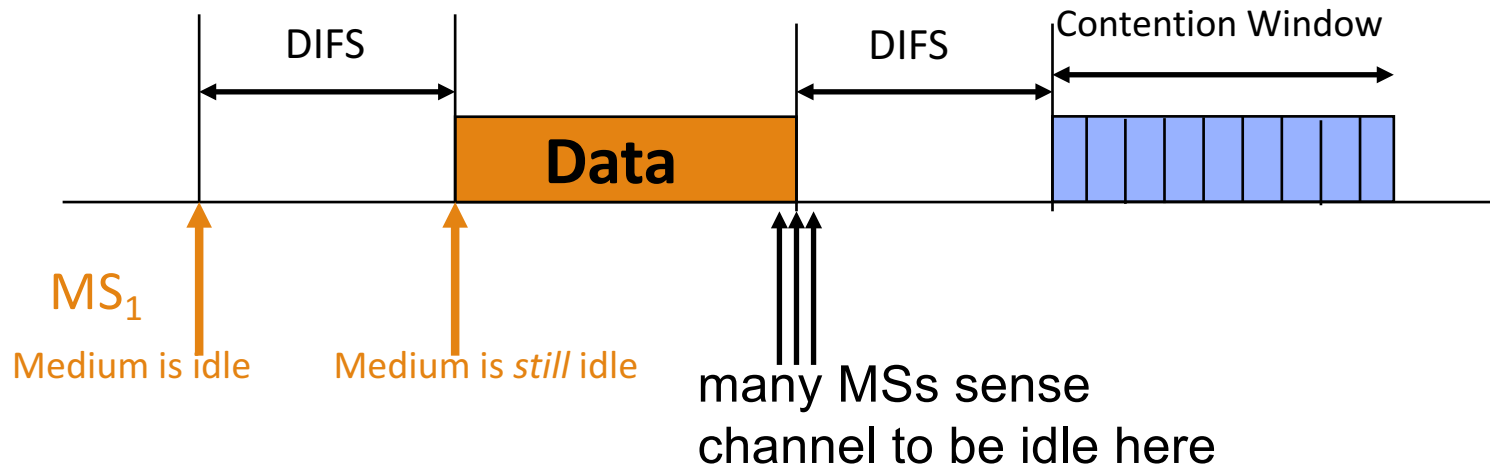 DIFS
DIFS
Contention Window
Data
MS₁
Medium is idle
Medium is still idle
many MSs sense
channel to be idle here